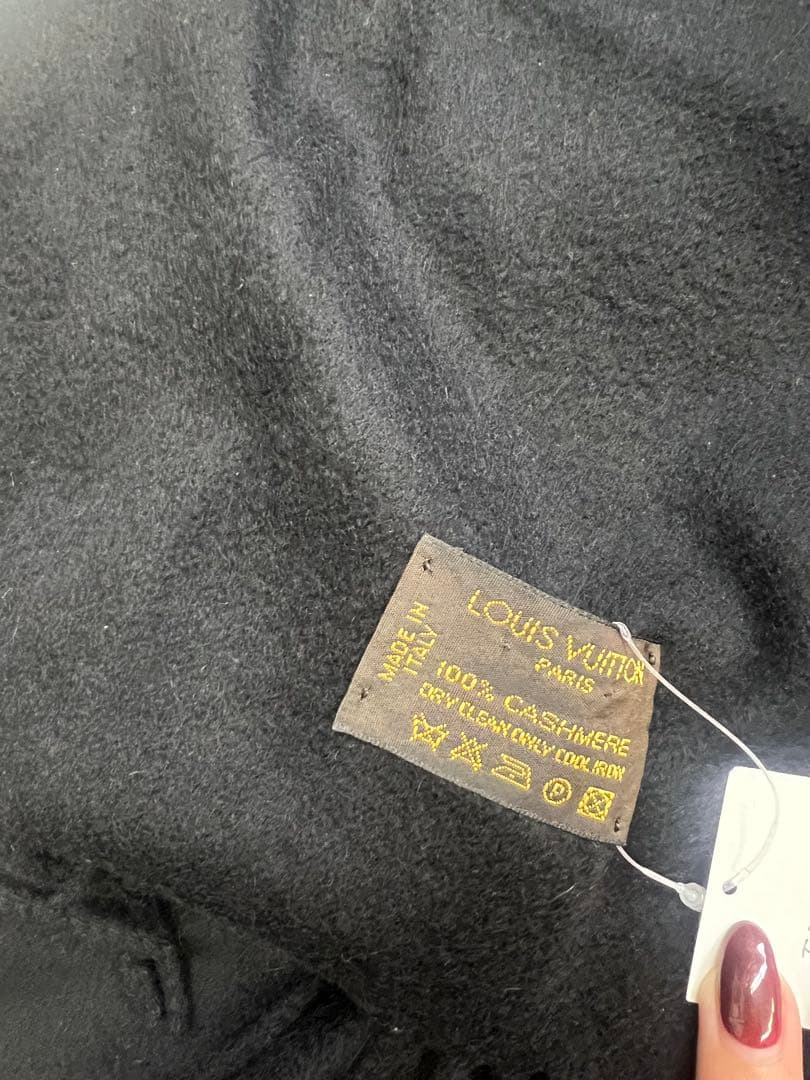 LOUIS VUITTON
PARIS
MADE IN
ITALY
100% CASHMERE
DRY CLEAN ONLY COOL IRON
P